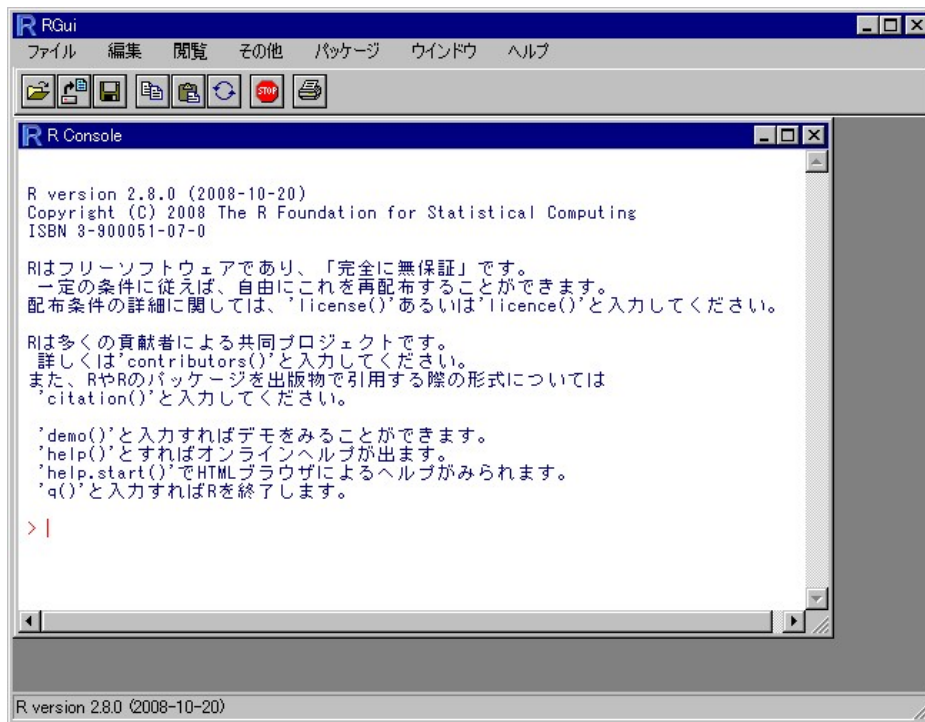 RGui
ファイル 編集 閲覧 その他 パッケージ ウインドウ ヘルプ
STOP
R Console
R version 2.8.0 (2008-10-20)
Copyright (C) 2008 The R Foundation for Statistical Computing
ISBN 3-900051-07-0
Rはフリーソフトウェアであり、「完全に無保証」です。
一定の条件に従えば、自由にこれを再配布することができます。
配布条件の詳細に関しては、'license()'あるいは'licence()'と入力してください。
Rは多くの貢献者による共同プロジェクトです。
詳しくは'contributors()'と入力してください。
また、RやRのパッケージを出版物で引用する際の形式については
'citation()'と入力してください。
'demo()'と入力すればデモをみることができます。
'help()'とすればオンラインヘルプが出ます。
'help.start()'でHTMLブラウザによるヘルプがみられます。
'q()'と入力すればRを終了します。
>
R version 2.8.0 (2008-10-20)